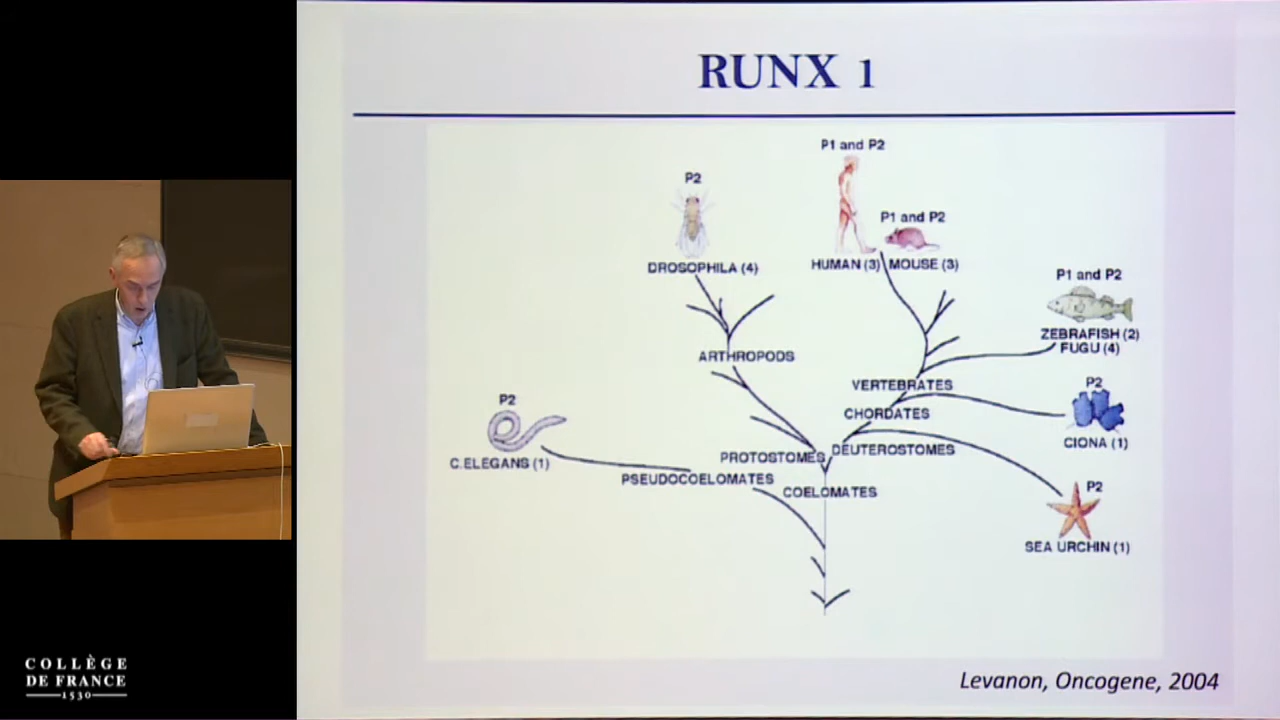 RUNX 1
P1 and P2
P2
P1 and P2
DROSOPHILA (4)
HUMAN (3) MOUSE (3)
P1 and P2
ZEBRAFISH (2)
FUGU (4)
ARTHROPODS
VERTEBRATES
P2
CHORDATES
CIONA (1)
P2
C.ELEGANS (1)
PROTOSTOMES
DEUTEROSTOMES
PSEUDOCOELOMATES
COELOMATES
P2
SEA URCHIN (1)
Levanon, Oncogene, 2004
COLLÈGE
DE FRANCE
1530